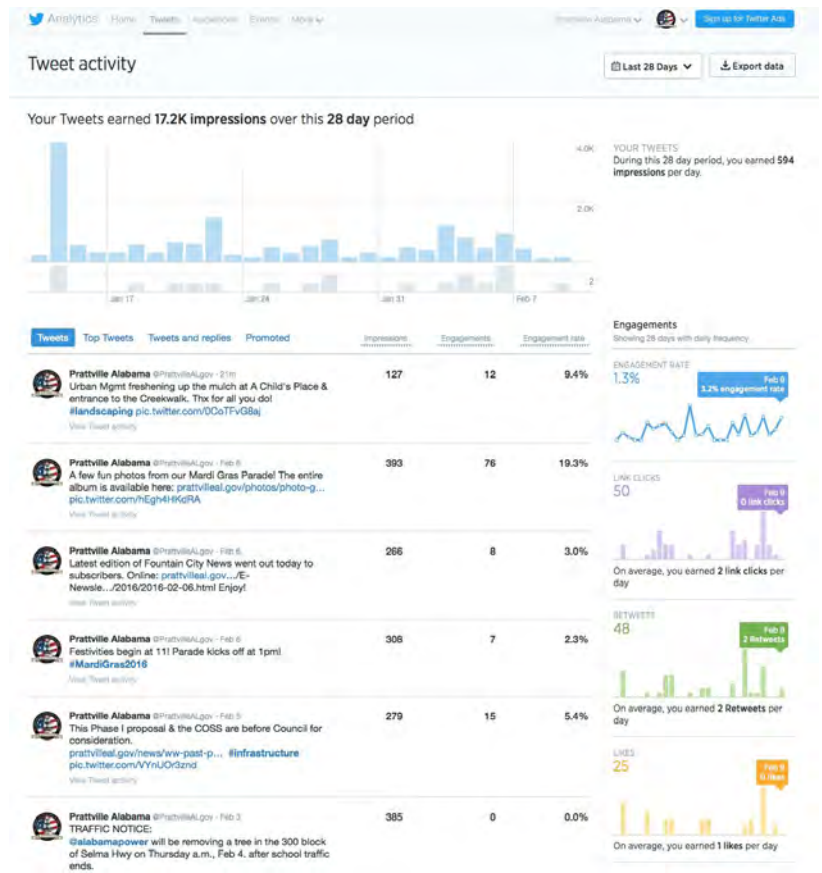 Analytics Home Tweets Audiences Events More
Prattville Alabama
Sign up for Twitter Ads
Tweet activity
Last 28 Days
Export data
Your Tweets earned 17.2K impressions over this 28 day period
4.0K
2.0K
2
Jan 17
Jan 24
Jan 31
Feb 7
YOUR TWEETS
During this 28 day period, you earned 594
impressions per day.
Tweets Top Tweets Tweets and replies Promoted
Impressions Engagements Engagement rate
Prattville Alabama @PrattvilleALgov · 21m
Urban Mgmt freshening up the mulch at A Child's Place &
entrance to the Creekwalk. Thx for all you do!
#landscaping pic.twitter.com/0CoTFvG8aj
View Tweet activity
127 12 9.4%
Prattville Alabama @PrattvilleALgov · Feb 6
A few fun photos from our Mardi Gras Parade! The entire
album is available here: prattvilleal.gov/photos/photo-g...
pic.twitter.com/hEgh4HKdRA
View Tweet activity
393 76 19.3%
Prattville Alabama @PrattvilleALgov · Feb 6
Latest edition of Fountain City News went out today to
subscribers. Online: prattvilleal.gov.../E-
Newsle.../2016/2016-02-06.html Enjoy!
View Tweet activity
266 8 3.0%
Prattville Alabama @PrattvilleALgov · Feb 6
Festivities begin at 11! Parade kicks off at 1pm!
#MardiGras2016
View Tweet activity
308 7 2.3%
Prattville Alabama @PrattvilleALgov · Feb 5
This Phase I proposal & the COSS are before Council for
consideration.
prattvilleal.gov/news/ww-past-p... #infrastructure
pic.twitter.com/VYnUOr3znd
View Tweet activity
279 15 5.4%
Prattville Alabama @PrattvilleALgov · Feb 3
TRAFFIC NOTICE:
@alabamapower will be removing a tree in the 300 block
of Selma Hwy on Thursday a.m., Feb 4. after school traffic
ends.
385 0 0.0%
Engagements
Showing 28 days with daily frequency
ENGAGEMENT RATE
1.3%
Feb 9
3.2% engagement rate
LINK CLICKS
50
Feb 9
0 link clicks
On average, you earned 2 link clicks per
day
RETWEETS
48
Feb 9
2 Retweets
On average, you earned 2 Retweets per
day
LIKES
25
Feb 9
0 likes
On average, you earned 1 likes per day